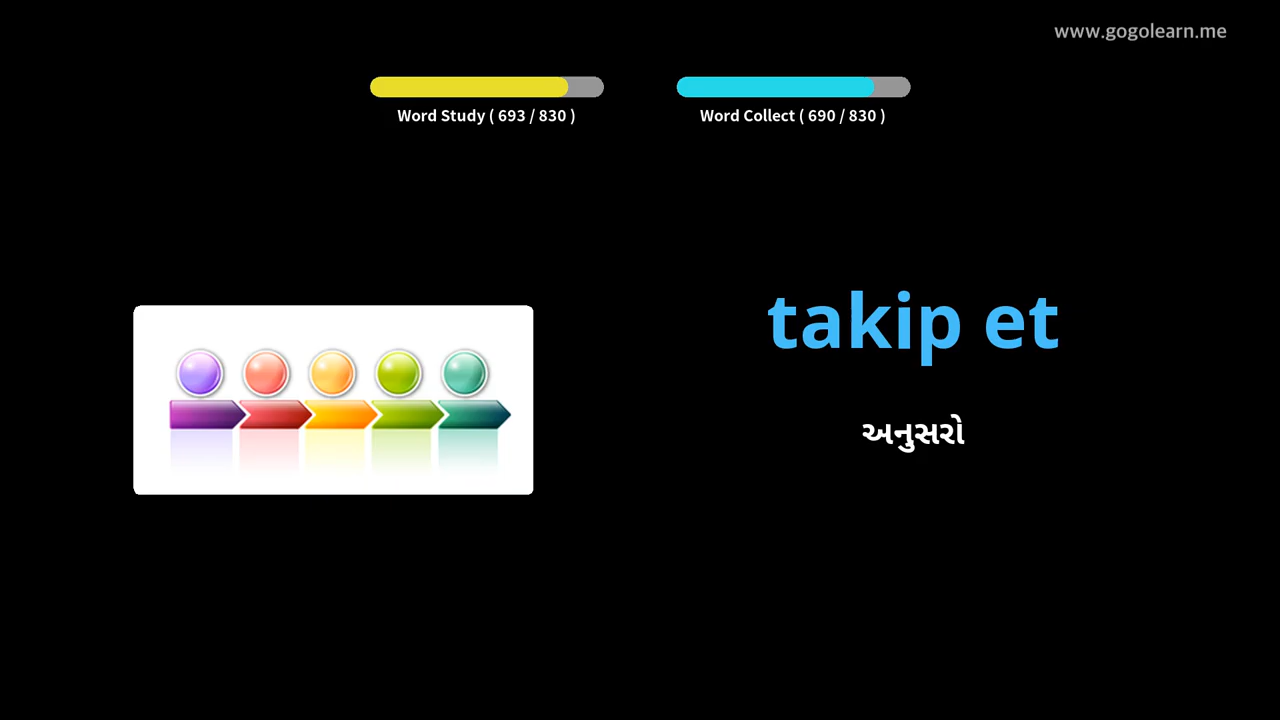 www.gogolearn.me
Word Study ( 693 / 830 )
Word Collect ( 690 / 830 )
takip et
અનુસરો